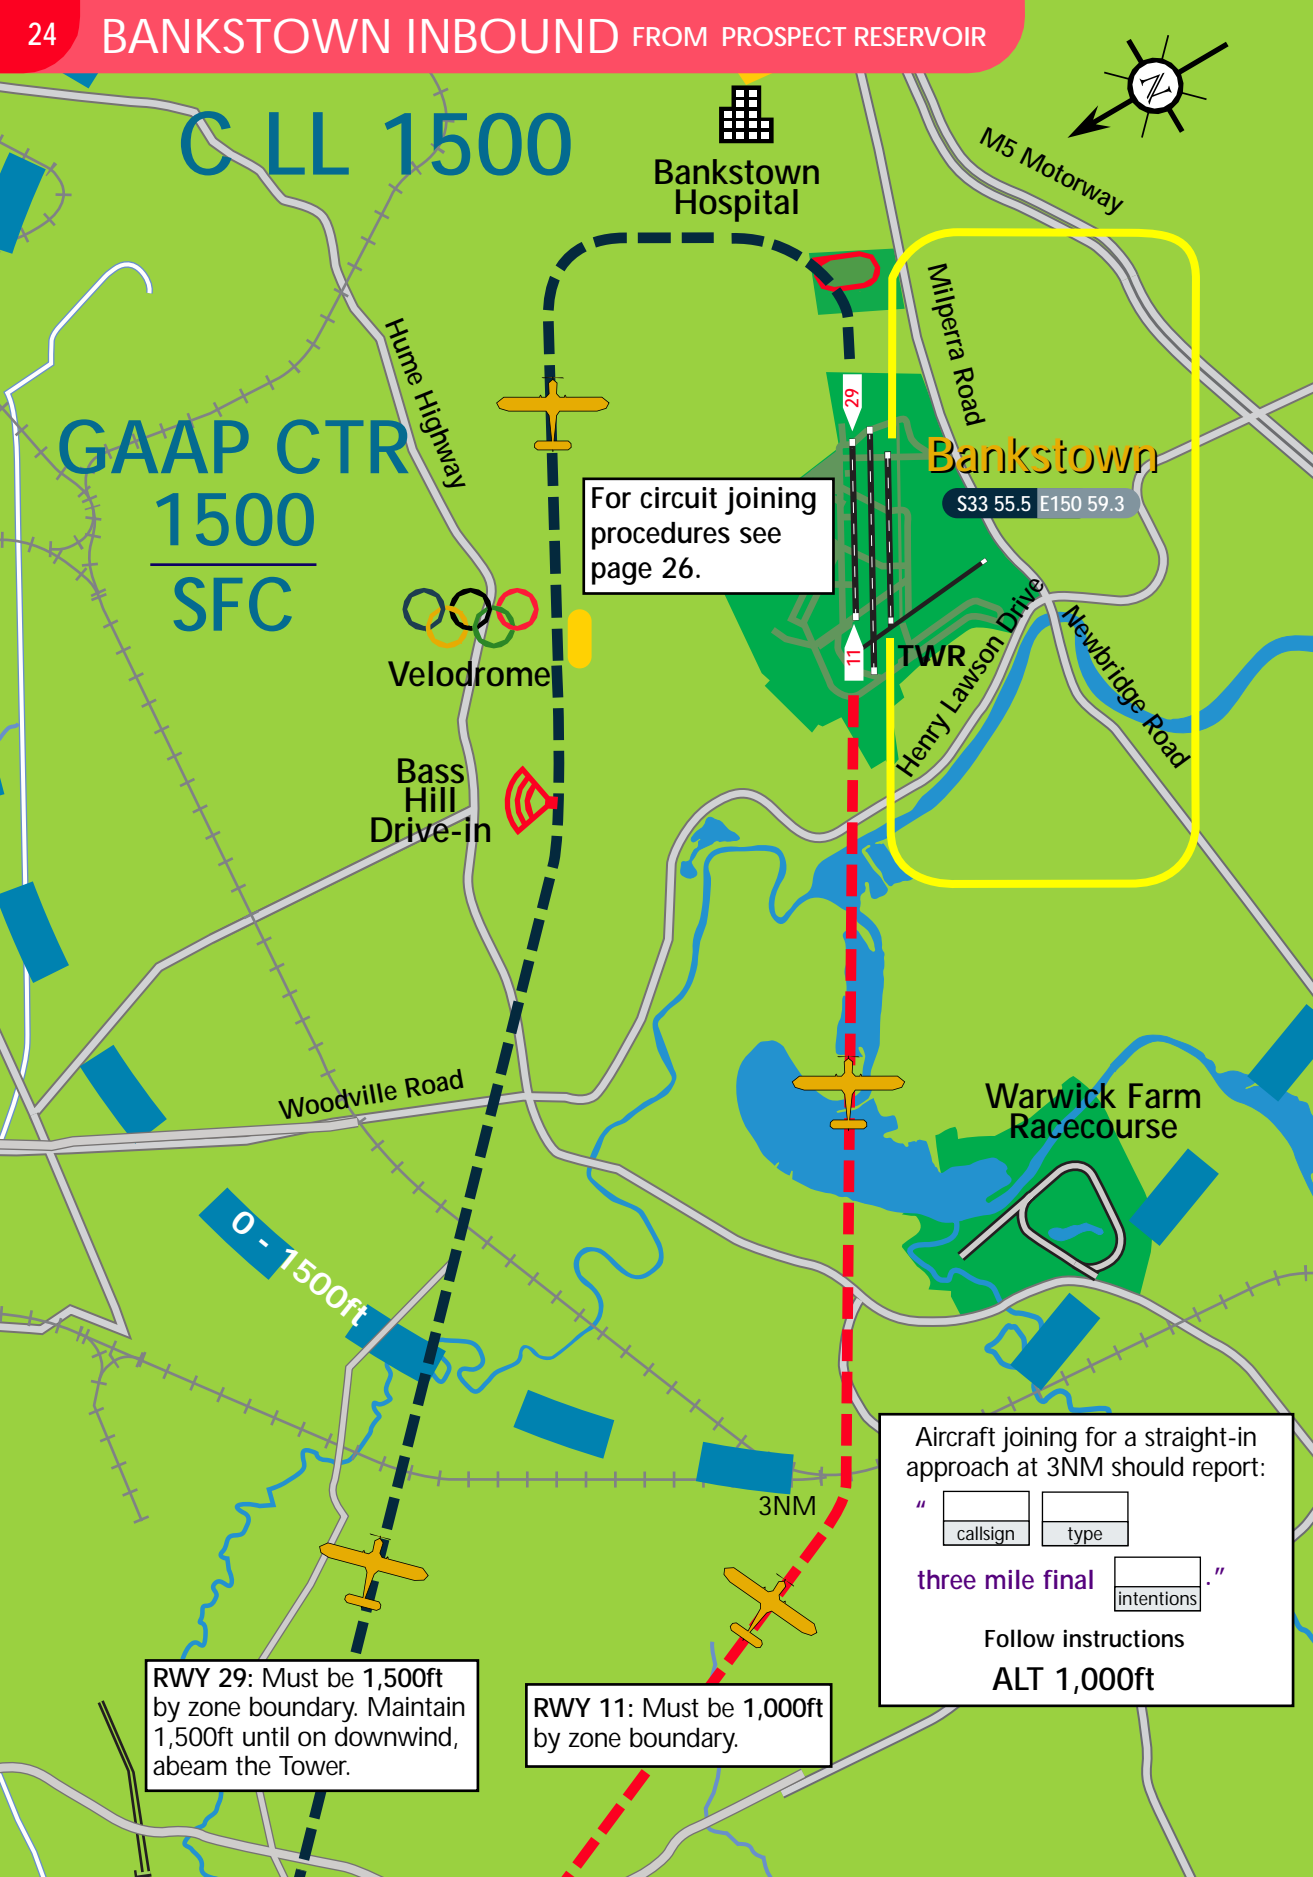 24
BANKSTOWN INBOUND FROM PROSPECT RESERVOIR
C LL 1500
Bankstown
Hospital
N
M5 Motorway
Milperra Road
Hume Highway
29
GAAP CTR
1500
SFC
Bankstown
S33 55.5 E150 59.3
For circuit joining
procedures see
page 26.
Velodrome
11
TWR
Henry Lawson Drive
Newbridge Road
Bass
Hill
Drive-in
Woodville Road
Warwick Farm
Racecourse
0 - 1500ft
3NM
Aircraft joining for a straight-in
approach at 3NM should report:
“
callsign
type
three mile final
intentions
.”
Follow instructions
ALT 1,000ft
RWY 29: Must be 1,500ft
by zone boundary. Maintain
1,500ft until on downwind,
abeam the Tower.
RWY 11: Must be 1,000ft
by zone boundary.